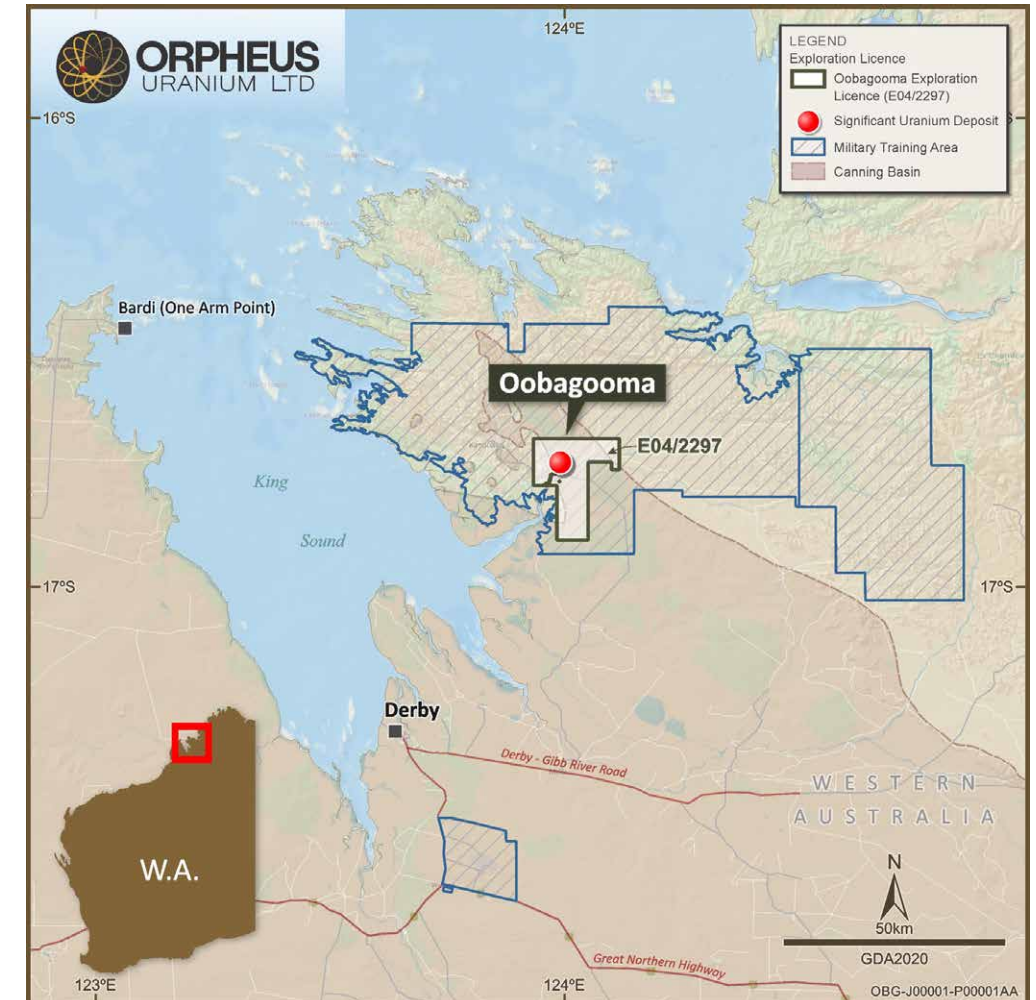 ORPHEUS
URANIUM LTD
124°E
LEGEND
Exploration Licence
Oobagooma Exploration
Licence (E04/2297)
Significant Uranium Deposit
Military Training Area
Canning Basin
16°S
S
Bardi (One Arm Point)
Oobagooma
E04/2297
King
Sound
17°S
17°S
Derby
Derby - Gibb River Road
WESTERN
AUSTRALIA
W.A.
N
50km
GDA2020
Great Northern Highway
123°E
124°E
OBG-J00001-P00001AA